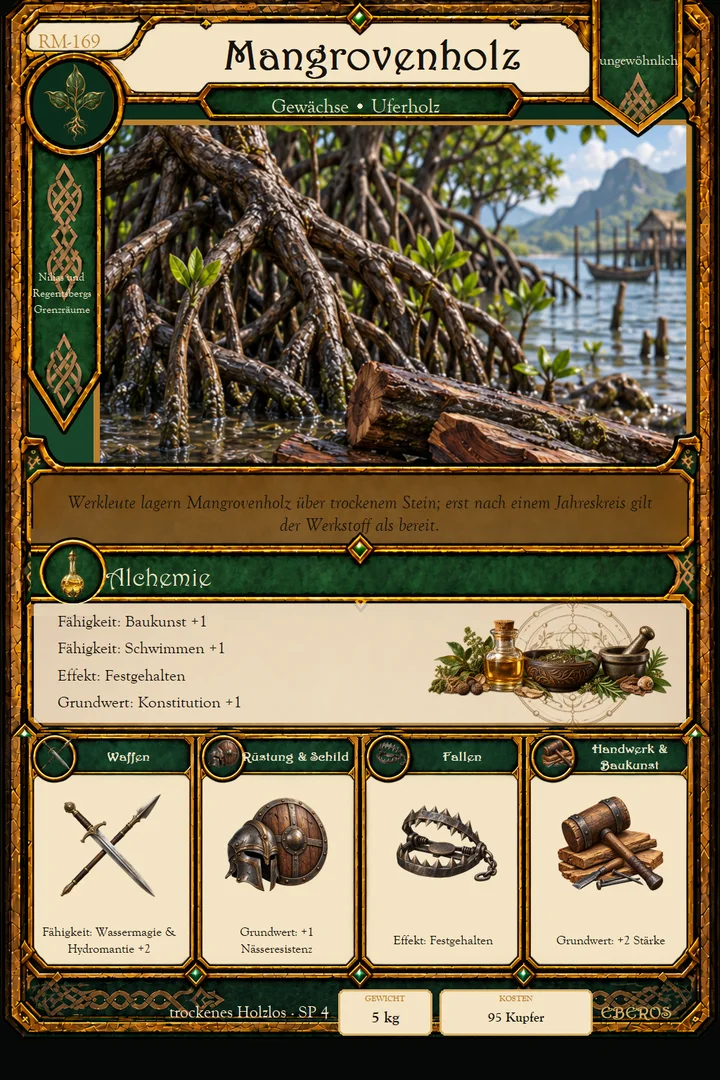 RM-169
Mangrovenholz
ungewöhnlich
Gewächse • Uferholz
Nihas und
Regentsbergs
Grenzräume
Werkleute lagern Mangrovenholz über trockenem Stein; erst nach einem Jahreskreis gilt
der Werkstoff als bereit.
Alchemie
Fähigkeit: Baukunst +1
Fähigkeit: Schwimmen +1
Effekt: Festgehalten
Grundwert: Konstitution +1
Waffen
Rüstung & Schild
Fallen
Handwerk &
Baukunst
Fähigkeit: Wassermagie &
Hydromantie +2
Grundwert: +1
Nässeresistenz
Effekt: Festgehalten
Grundwert: +2 Stärke
trockenes Holzlos · SP 4
GEWICHT
5 kg
KOSTEN
95 Kupfer
EBEROS